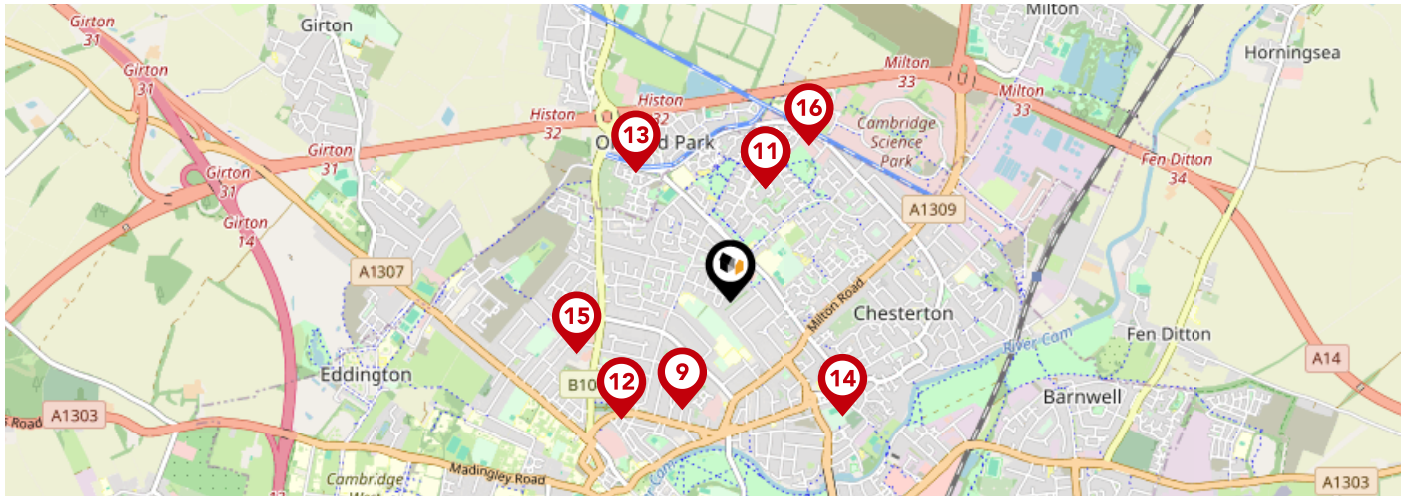 Girton
31
Girton
Milton
Horningsea
Girton
31
Milton
33
Milton
33
Histon
32
Histon
32
16
Cambridge
Science
Park
13
11
Girton
31
Girton
31
Fen Ditton
34
Girton
14
A1309
A1307
Milton Road
Chesterton
15
River Cam
Fen Ditton
A14
Eddington
12
9
14
Barnwell
A1303
Madingley Road
A1303